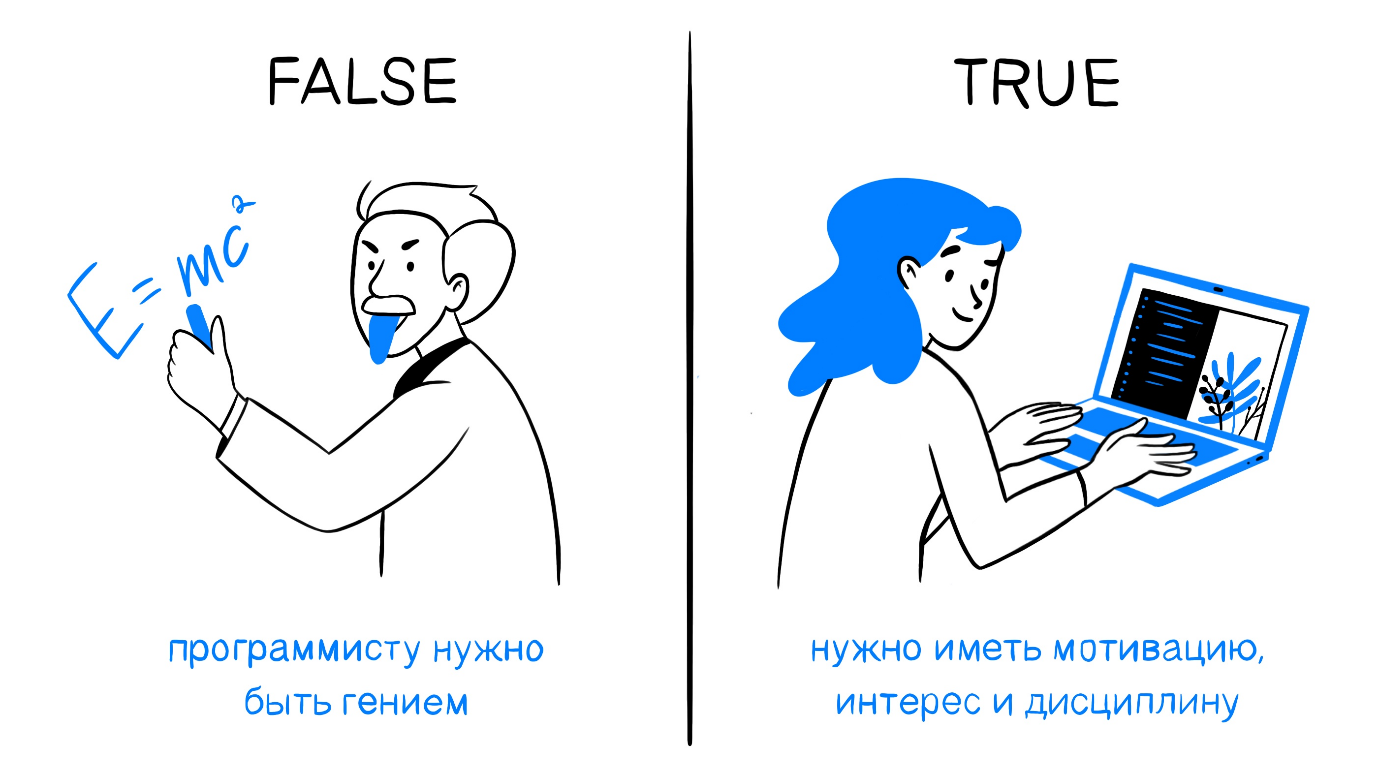 FALSE
E=mc²
программисту нужно
быть гением
TRUE
нужно иметь мотивацию,
интерес и дисциплину